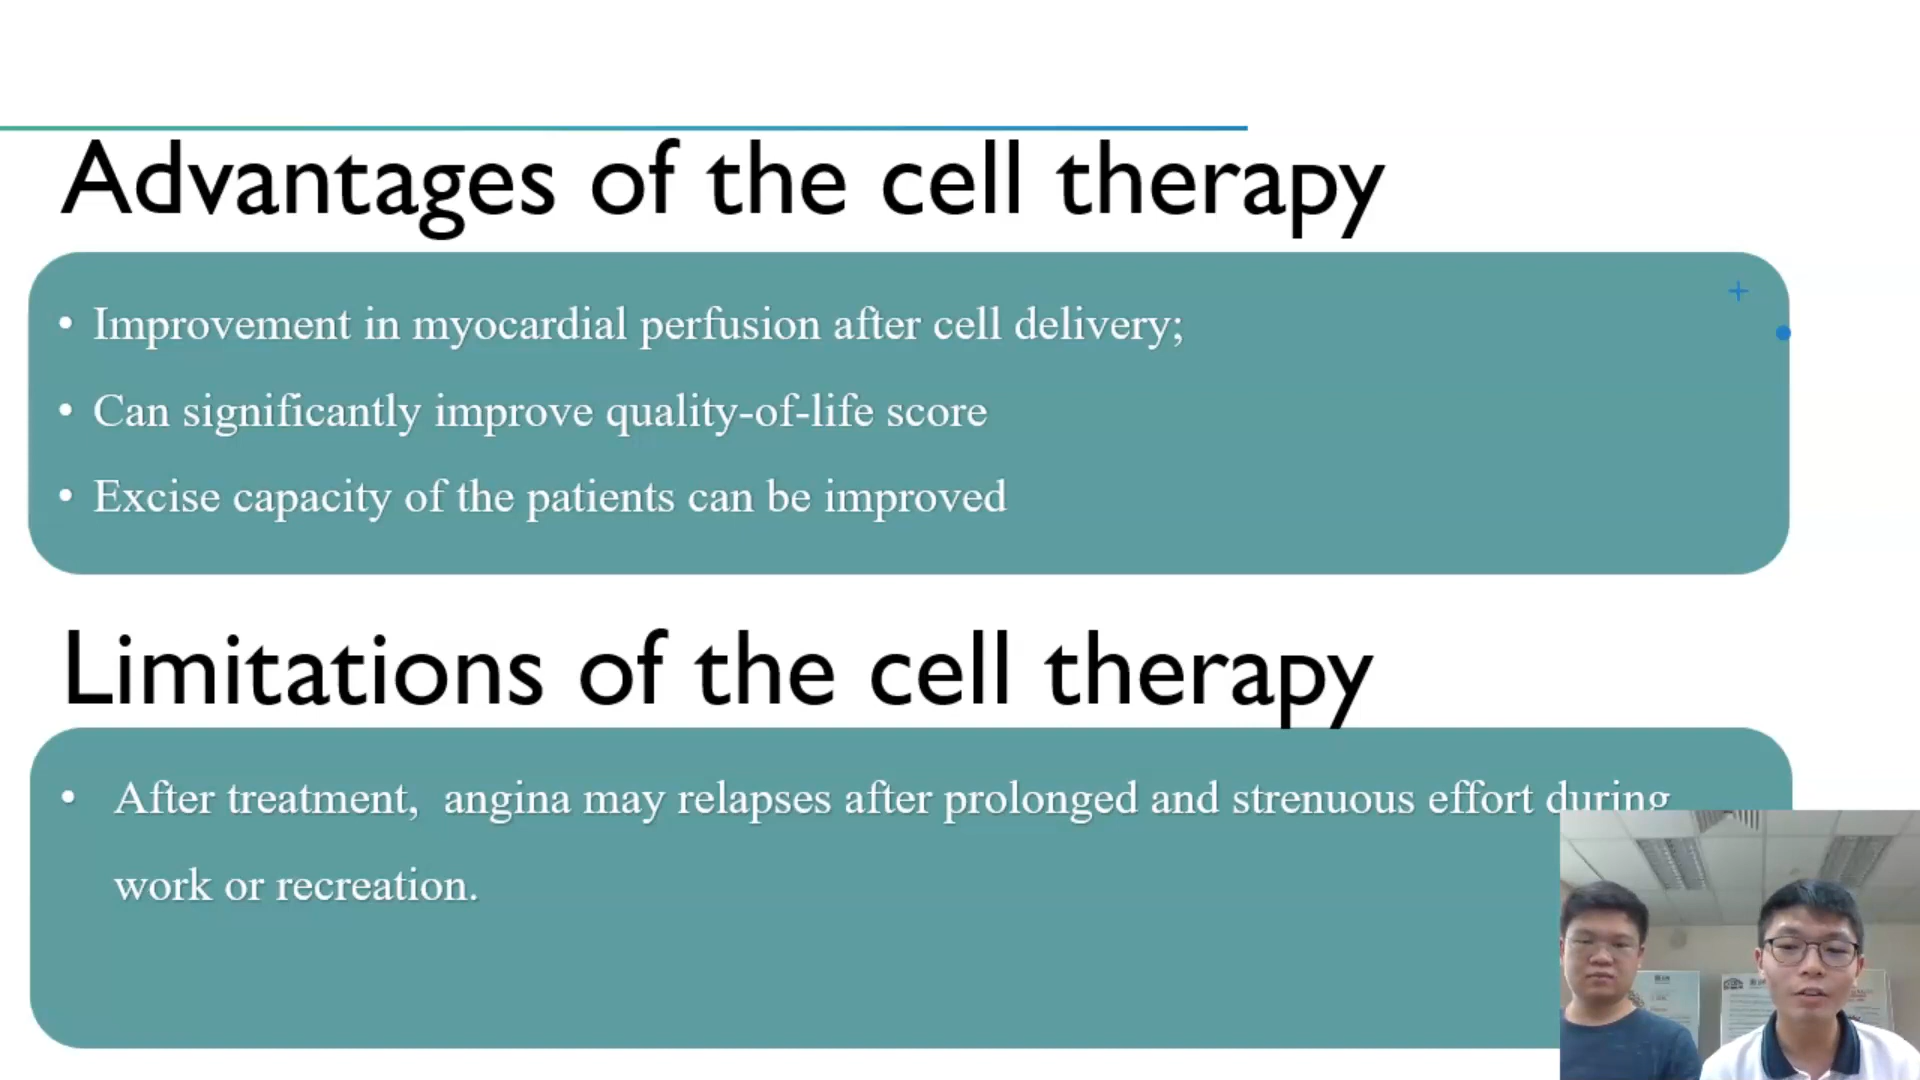 Advantages of the cell therapy
• Improvement in myocardial perfusion after cell delivery;
• Can significantly improve quality-of-life score
• Excise capacity of the patients can be improved
Limitations of the cell therapy
• After treatment, angina may relapses after prolonged and strenuous effort during
work or recreation.